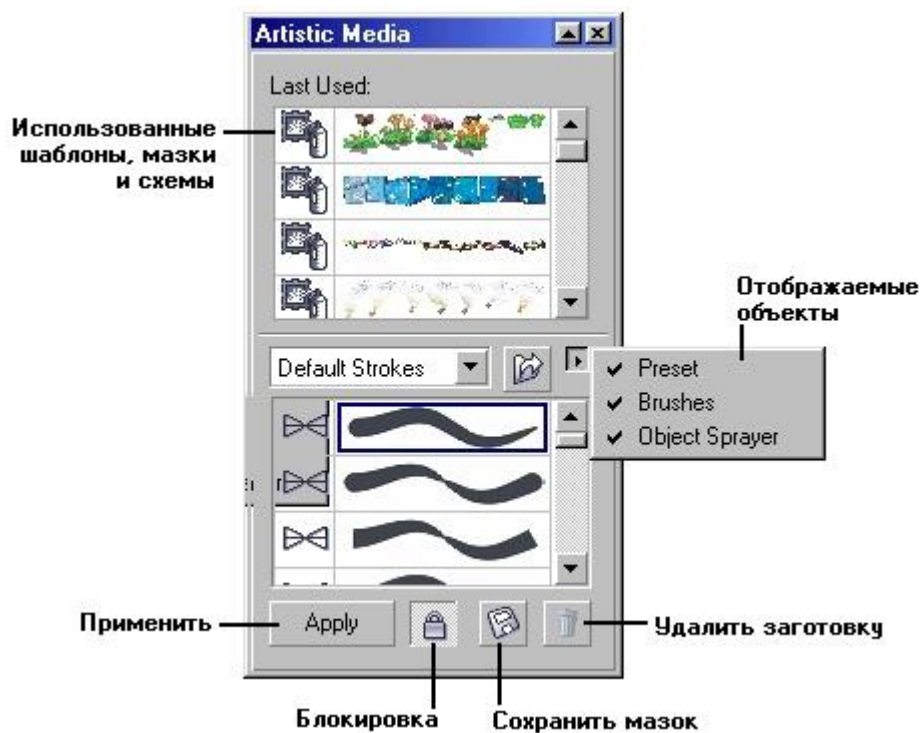 Artistic Media
Last Used:
Использованные
шаблоны, мазки
и схемы
Отображаемые
объекты
Default Strokes
Preset
Brushes
Object Sprayer
Применить
Apply
Удалить заготовку
Блокировка
Сохранить мазок